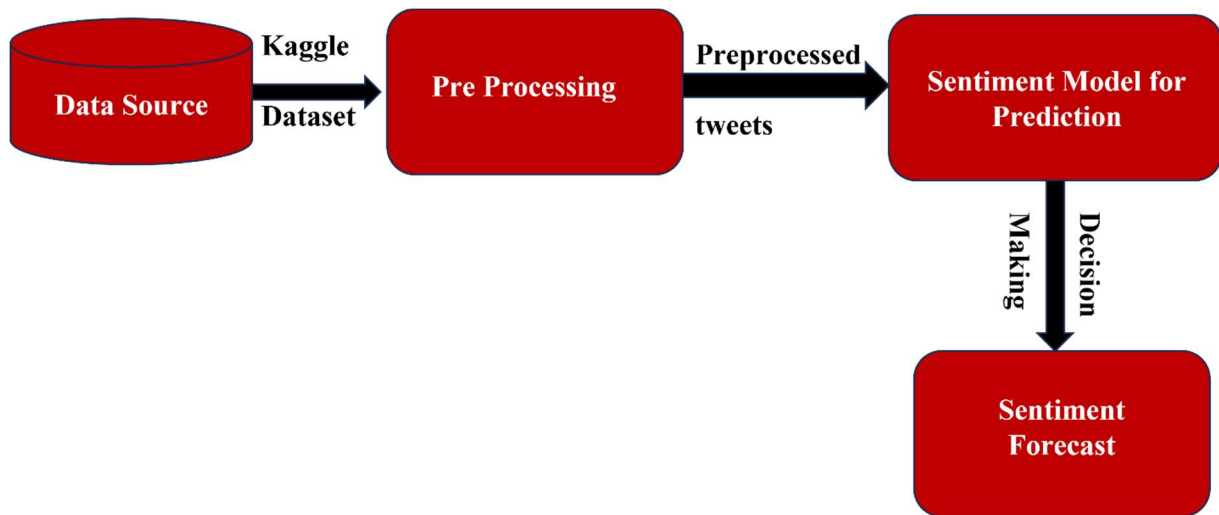 Data Source
Kaggle
Dataset
Pre Processing
Preprocessed
tweets
Sentiment Model for
Prediction
Decision
Making
Sentiment
Forecast